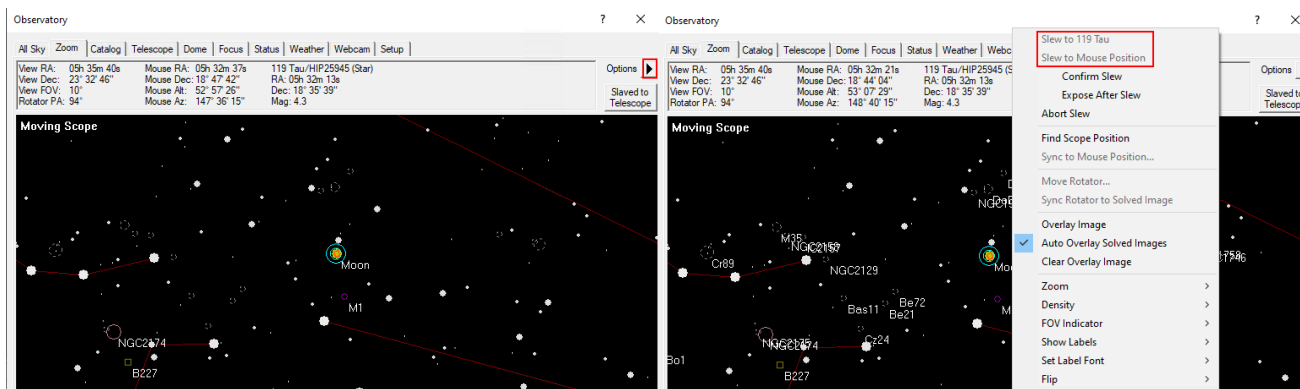 Observatory ? ×
All Sky Zoom Catalog Telescope Dome Focus Status Weather Webcam Setup
View RA: 05h 35m 40s Mouse RA: 05h 32m 37s 119 Tau/HIP25945 (Star) Options
View Dec: 23° 32' 46" Mouse Dec: 18° 47' 42" RA: 05h 32m 13s
View FOV: 10° Mouse Alt: 52° 57' 26" Dec: 18° 35' 39" Slaved to
Rotator PA: 94° Mouse Az: 147° 36' 15" Mag: 4.3 Telescope
Moving Scope
Moon
M1
NGC2174
B227
Observatory ? ×
All Sky Zoom Catalog Telescope Dome Focus Status Weather Webc
View RA: 05h 35m 40s Mouse RA: 05h 32m 21s 119 Tau/HIP25945 (S Options
View Dec: 23° 32' 46" Mouse Dec: 18° 44' 04" RA: 05h 32m 13s
View FOV: 10° Mouse Alt: 53° 07' 29" Dec: 18° 35' 39" Slaved to
Rotator PA: 94° Mouse Az: 148° 40' 15" Mag: 4.3 Telescop
Moving Scope
M35
Cr89
NGC2129
Moo
Bas11
Be72
Be21
M
Cz24
Bo1
B227
Slew to 119 Tau
Slew to Mouse Position
Confirm Slew
Expose After Slew
Abort Slew
Find Scope Position
Sync to Mouse Position...
Move Rotator...
Sync Rotator to Solved Image
Overlay Image
Auto Overlay Solved Images
Clear Overlay Image
Zoom
Density
FOV Indicator
Show Labels
Set Label Font
Flip